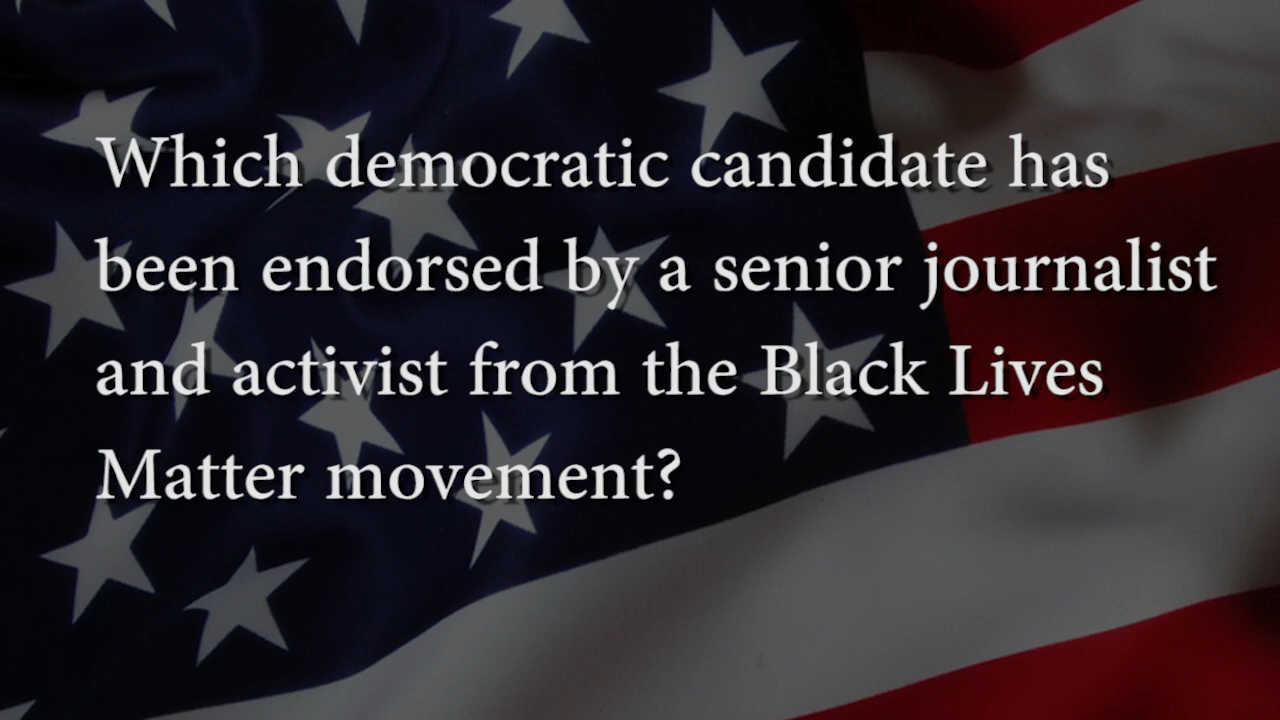 Which democratic candidate has
been endorsed by a senior journalist
and activist from the Black Lives
Matter movement?